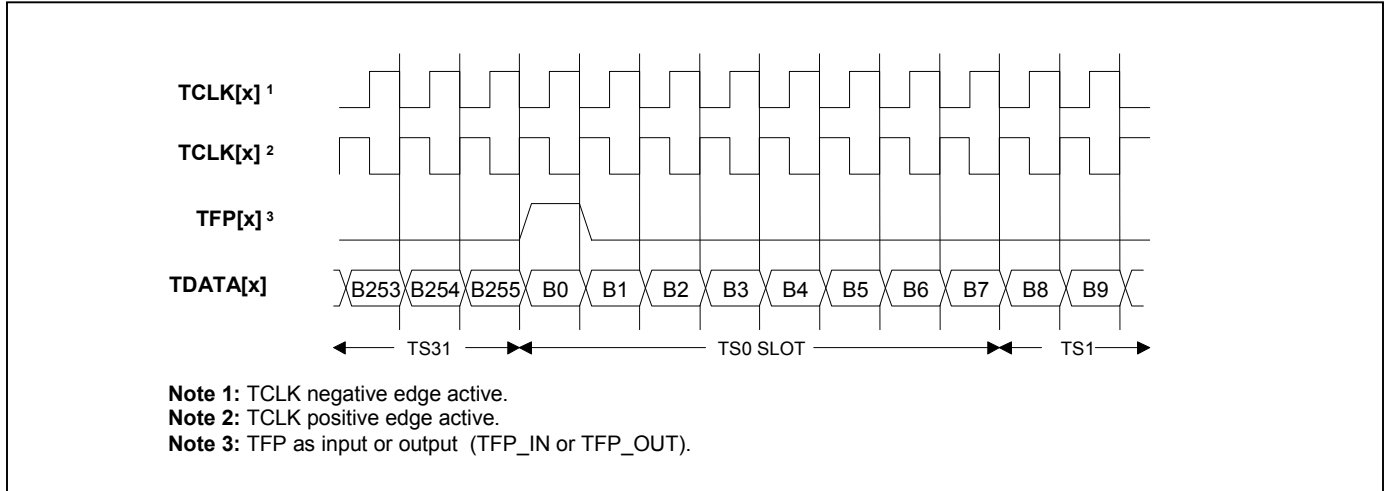 TCLK[x] 1
TCLK[x] 2
TFP[x] 3
TDATA[x] B253 B254 B255 B0 B1 B2 B3 B4 B5 B6 B7 B8 B9
TS31 TS0 SLOT TS1
Note 1: TCLK negative edge active.
Note 2: TCLK positive edge active.
Note 3: TFP as input or output (TFP_IN or TFP_OUT).